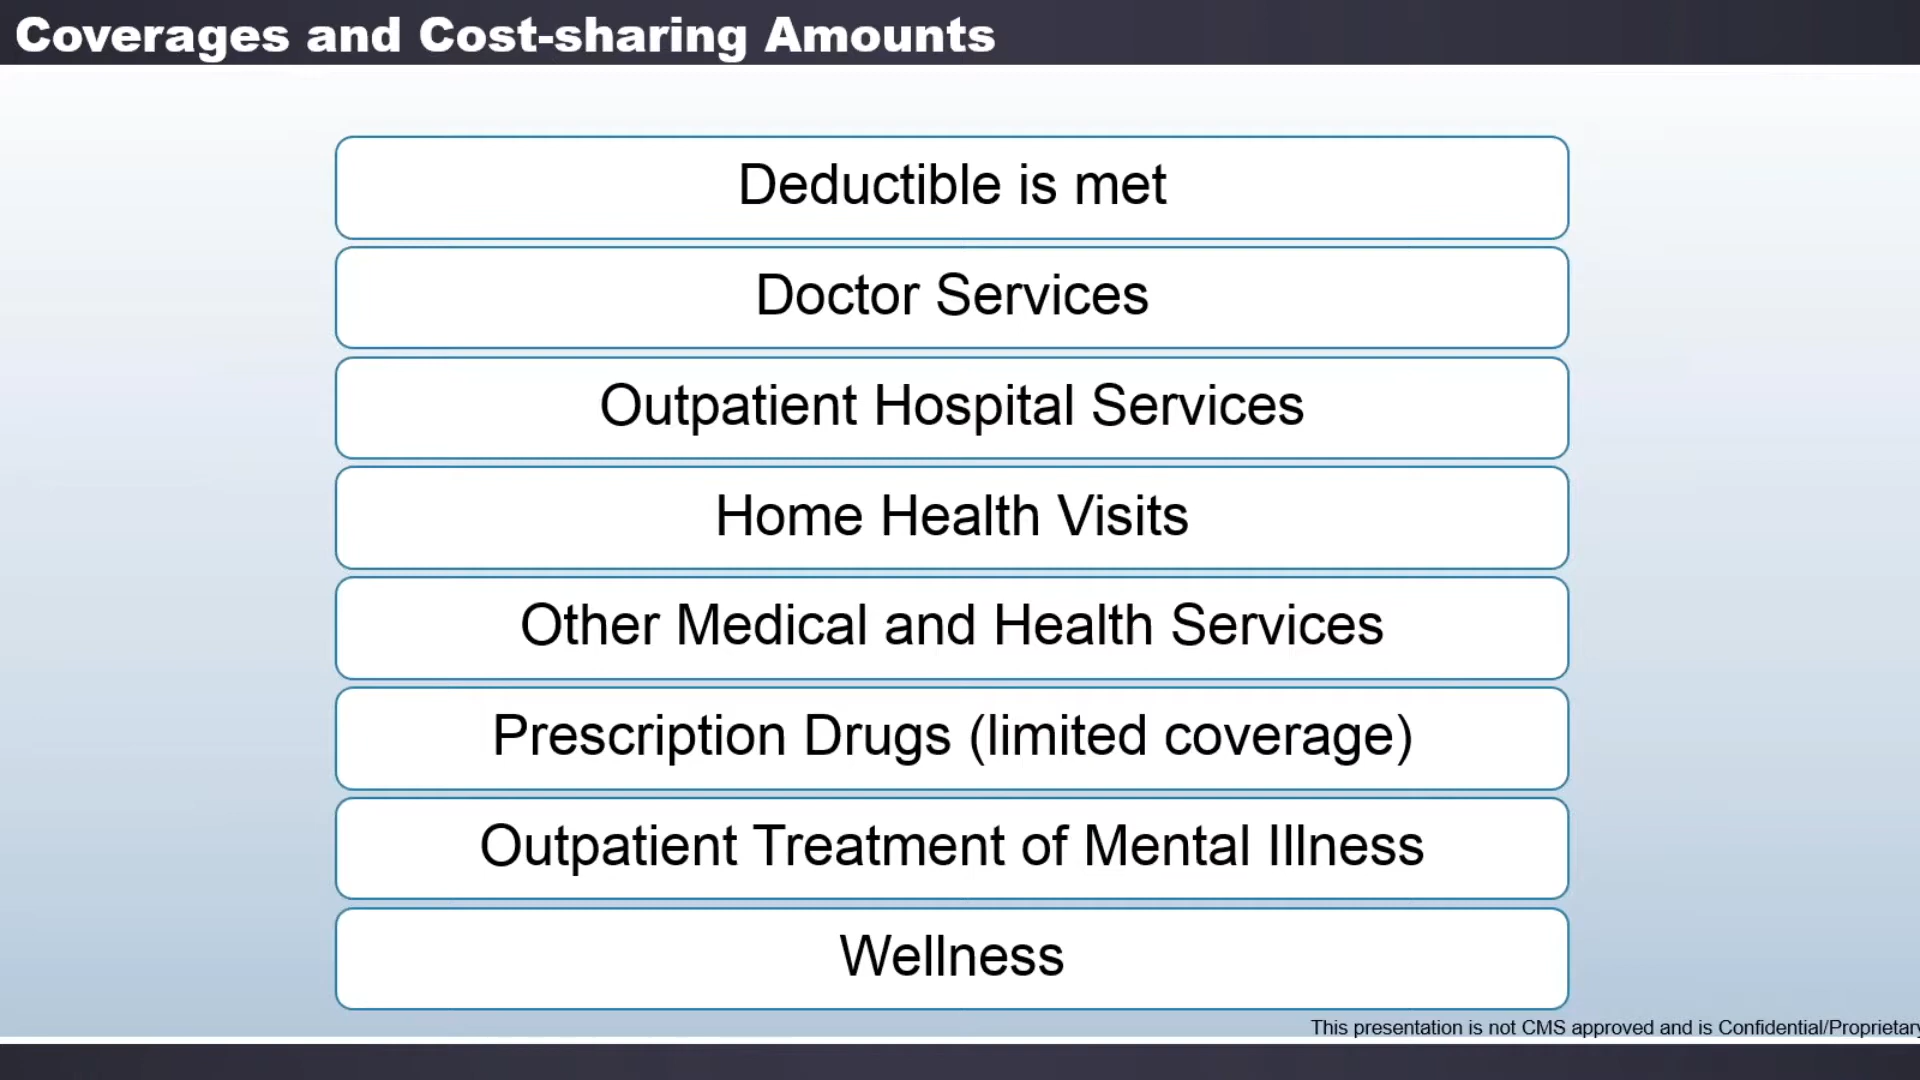 Coverages and Cost-sharing Amounts
Deductible is met
Doctor Services
Outpatient Hospital Services
Home Health Visits
Other Medical and Health Services
Prescription Drugs (limited coverage)
Outpatient Treatment of Mental Illness
Wellness
This presentation is not CMS approved and is Confidential/Proprietary